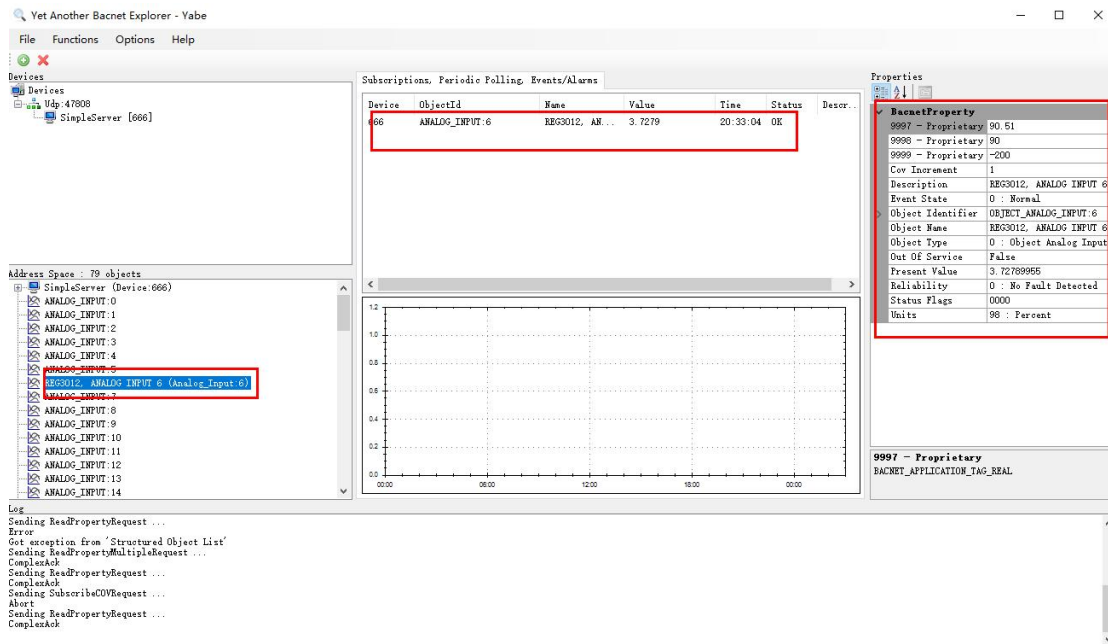 Yet Another Bacnet Explorer - Yabe
File Functions Options Help
Devices
Devices
Udp:47808
SimpleServer [666]
Address Space : 79 objects
SimpleServer (Device:666)
ANALOG_INPUT:0
ANALOG_INPUT:1
ANALOG_INPUT:2
ANALOG_INPUT:3
ANALOG_INPUT:4
ANALOG_INPUT:5
REG3012, ANALOG INPUT 6 (Analog_Input:6)
ANALOG_INPUT:7
ANALOG_INPUT:8
ANALOG_INPUT:9
ANALOG_INPUT:10
ANALOG_INPUT:11
ANALOG_INPUT:12
ANALOG_INPUT:13
ANALOG_INPUT:14
Subscriptions, Periodic Polling, Events/Alarms
Device ObjectId Name Value Time Status Descr..
666 ANALOG_INPUT:6 REG3012, AN... 3.7279 20:33:04 OK
1.2
1.0
0.8
0.6
0.4
0.2
0.0
00:00 06:00 12:00 18:00 00:00
Properties
BacnetProperty
9997 - Proprietary 90.51
9998 - Proprietary 90
9999 - Proprietary -200
Cov Increment 1
Description REG3012, ANALOG INPUT 6
Event State 0 : Normal
Object Identifier OBJECT_ANALOG_INPUT:6
Object Name REG3012, ANALOG INPUT 6
Object Type 0 : Object Analog Input
Out Of Service False
Present Value 3.72789955
Reliability 0 : No Fault Detected
Status Flags 0000
Units 98 : Percent
9997 - Proprietary
BACNET_APPLICATION_TAG_REAL
Log
Sending ReadPropertyRequest ...
Error
Got exception from 'Structured Object List'
Sending ReadPropertyMultipleRequest ...
ComplexAck
Sending ReadPropertyRequest ...
ComplexAck
Sending SubscribeCOVRequest ...
Abort
Sending ReadPropertyRequest ...
ComplexAck